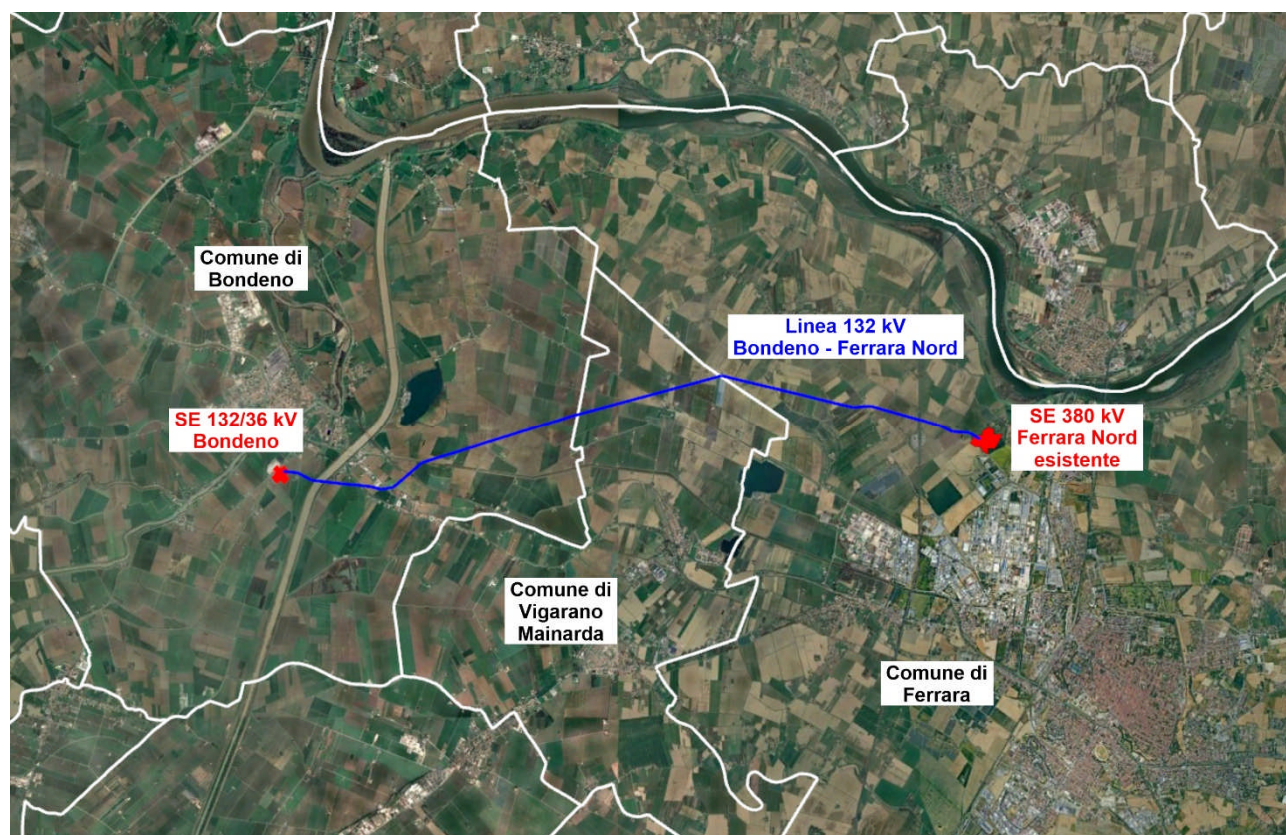 Comune di
Bondeno
Linea 132 kV
Bondeno - Ferrara Nord
SE 132/36 kV
Bondeno
SE 380 kV
Ferrara Nord
esistente
Comune di
Vigarano
Mainarda
Comune di
Ferrara